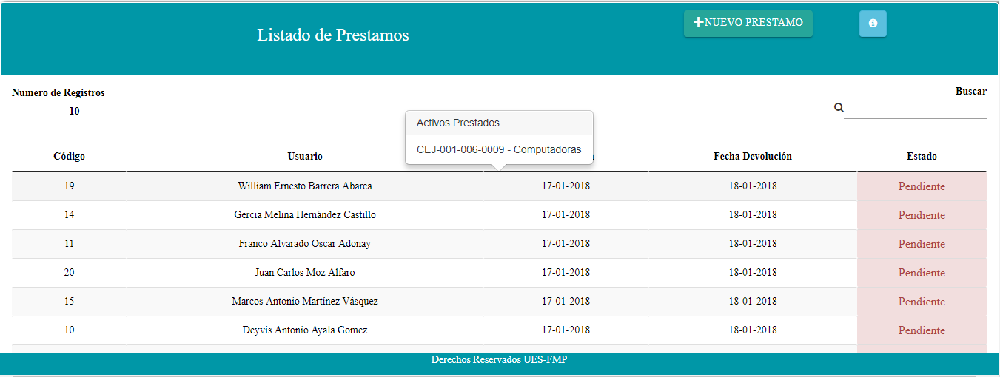 Listado de Prestamos
NUEVO PRESTAMO
Numero de Registros
Buscar
10
Activos Prestados
CEJ-001-006-0009 - Computadoras
Código Usuario Fecha Devolución Estado
19 William Ernesto Barrera Abarca 17-01-2018 18-01-2018 Pendiente
14 Gercia Melina Hernández Castillo 17-01-2018 18-01-2018 Pendiente
11 Franco Alvarado Oscar Adonay 17-01-2018 18-01-2018 Pendiente
20 Juan Carlos Moz Alfaro 17-01-2018 18-01-2018 Pendiente
15 Marcos Antonio Martínez Vásquez 17-01-2018 18-01-2018 Pendiente
10 Deyvis Antonio Ayala Gomez 17-01-2018 18-01-2018 Pendiente
Derechos Reservados UES-FMP